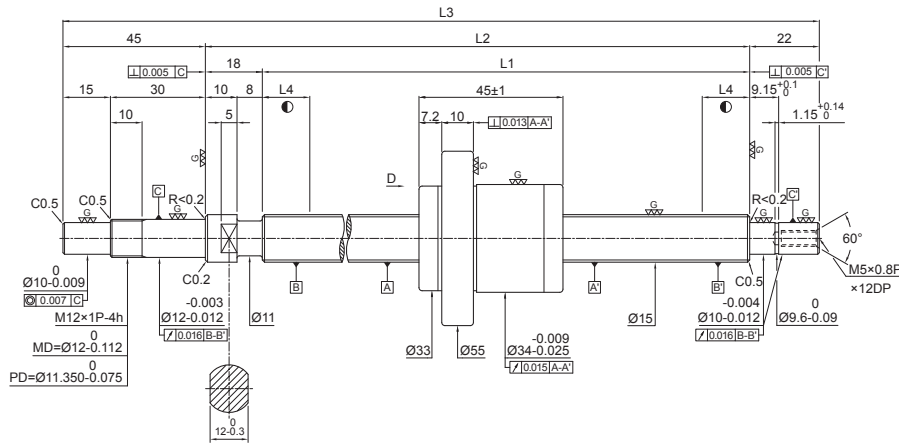 L3
45
L2
22
⊥ 0.005 C
18
L1
⊥ 0.005 C'
15
30
10
8
L4
45±1
L4
9.15 +0.1 0
1.15 +0.14 0
10
5
7.2
10
⊥ 0.013 A-A'
G
G
G
G
D
C0.5
C0.5
G
C
G
R<0.2
G
R<0.2
G
C'
G
60°
C0.2
B
A
A'
B'
C0.5
M5×0.8P
×12DP
0
Ø10-0.009
◎ 0.007 C
-0.003
Ø12-0.012
Ø11
-0.004
Ø10-0.012
0
Ø9.6-0.09
Ø15
M12×1P-4h
↗ 0.016 B-B'
↗ 0.016 B-B'
0
MD=Ø12-0.112
-0.009
Ø33
Ø55
Ø34-0.025
0
PD=Ø11.350-0.075
↗ 0.015 A-A'
0
12-0.3